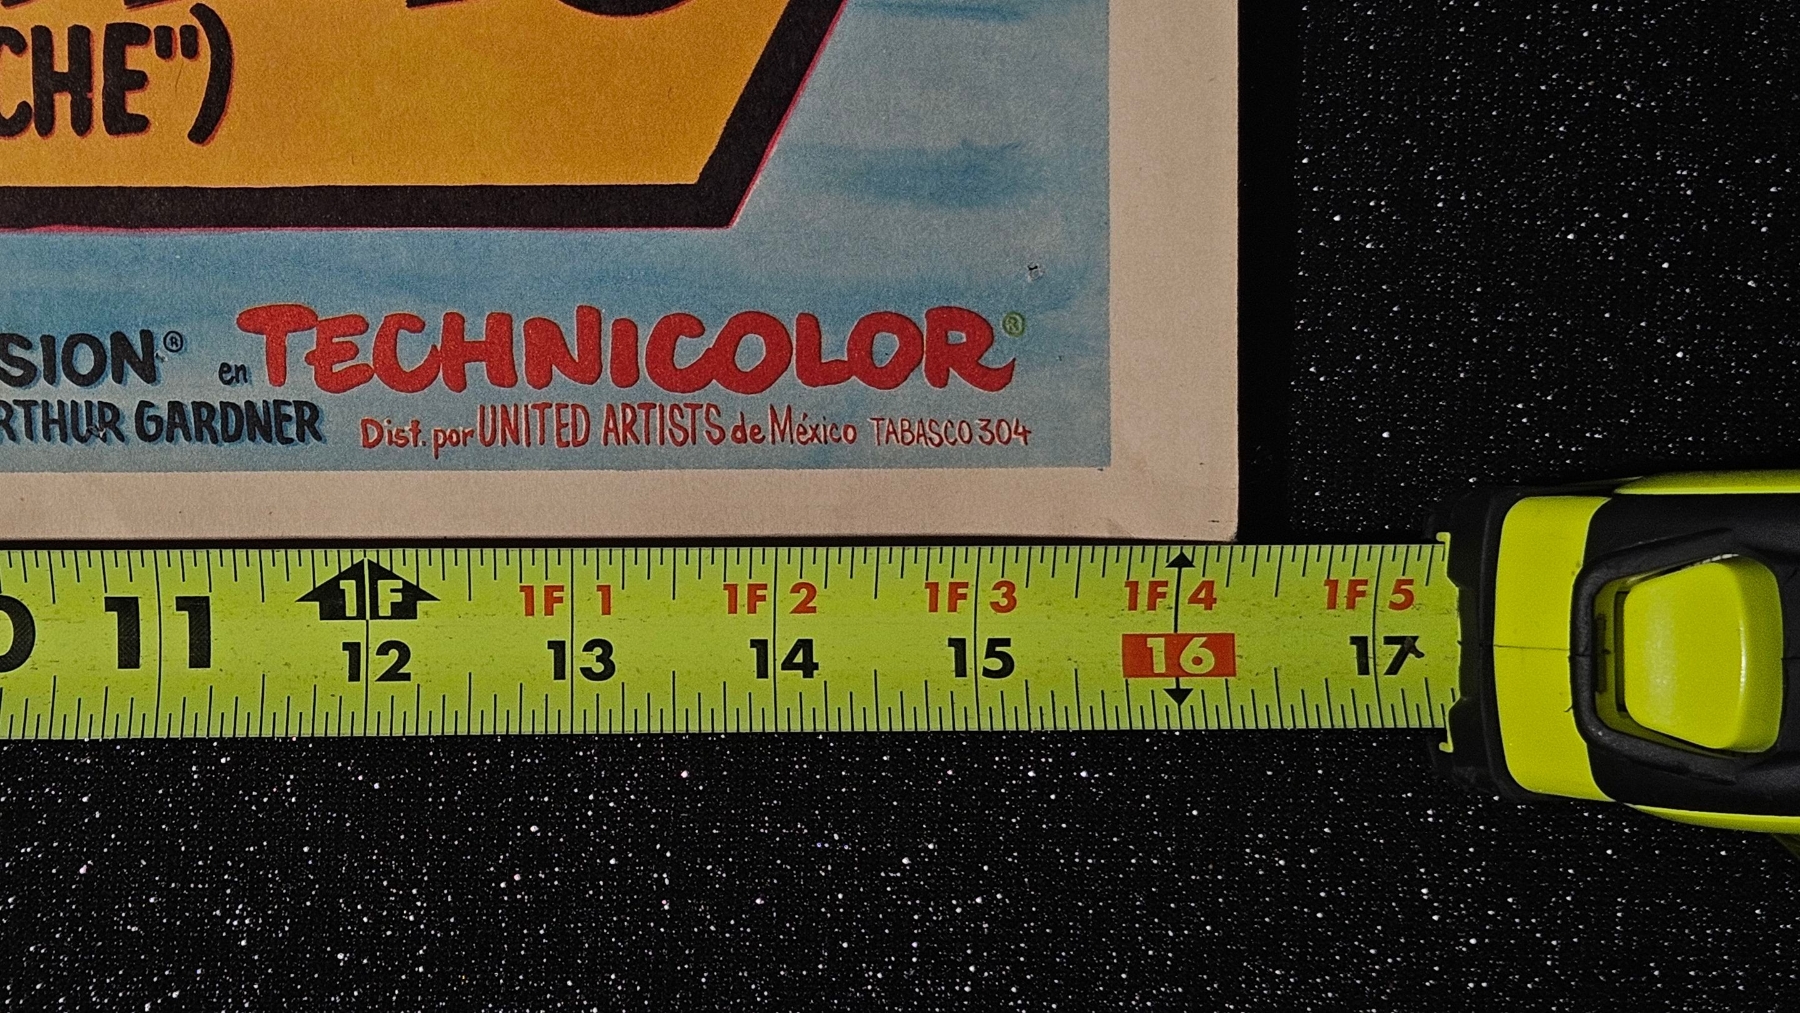 CHE")
SION® en TECHNICOLOR®
RTHUR GARDNER Dist. por UNITED ARTISTS de México TABASCO 304
1F 1F 1 1F 2 1F 3 1F 4 1F 5
0 11 12 13 14 15 16 17